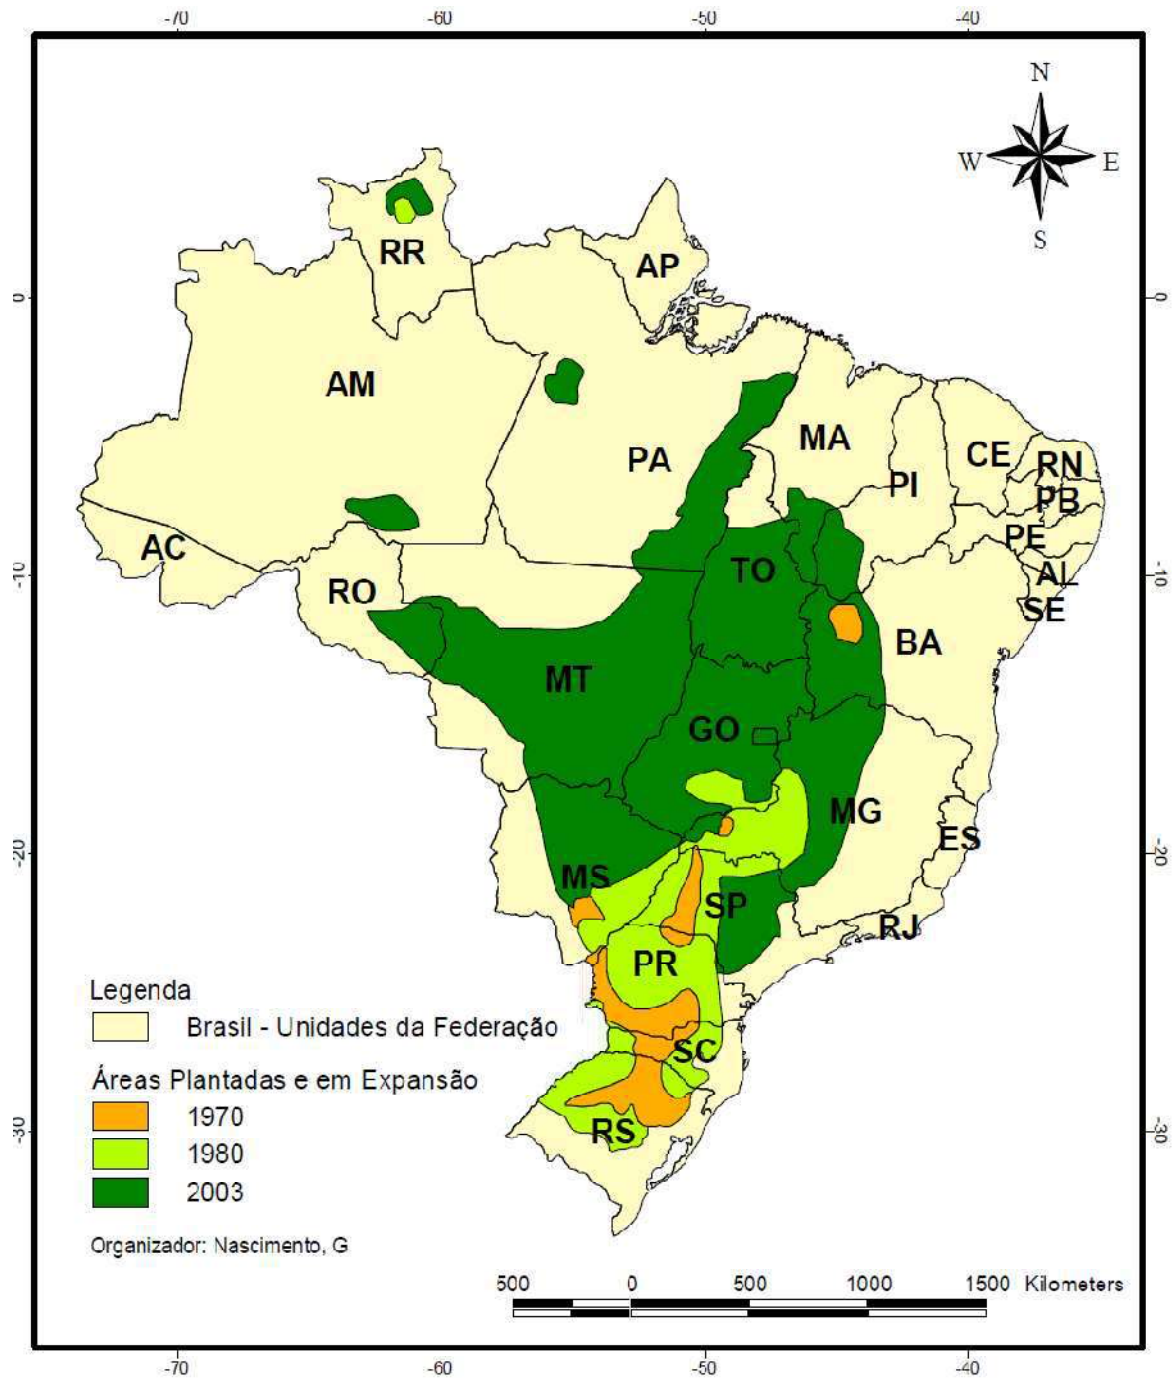 -70 -60 -50 -40
N
W E
S
RR
AP
0 0
AM
MA
CE
PA
RN
PI
PB
PE
AC
TO
AL
-10 -10
RO
SE
BA
MT
GO
MG
ES
-20 -20
MS
SP
RJ
PR
Legenda
Brasil - Unidades da Federação
SC
Áreas Plantadas e em Expansão
1970
RS
-30 -30
1980
2003
Organizador: Nascimento, G
500 0 500 1000 1500 Kilometers
-70 -60 -50 -40